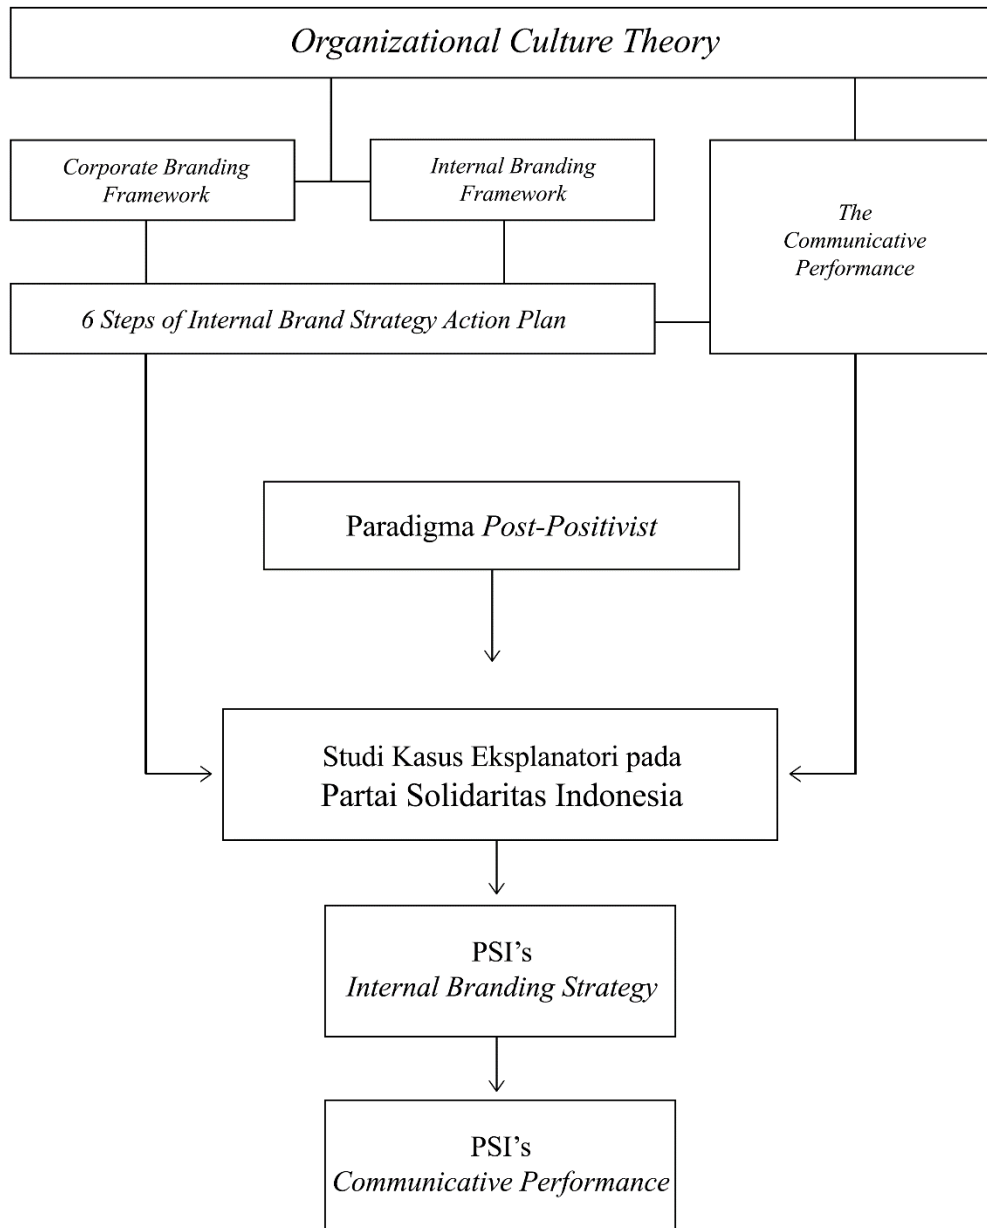 Organizational Culture Theory
Corporate Branding
Framework
Internal Branding
Framework
The
Communicative
Performance
6 Steps of Internal Brand Strategy Action Plan
Paradigma Post-Positivist
Studi Kasus Eksplanatori pada
Partai Solidaritas Indonesia
PSI’s
Internal Branding Strategy
PSI’s
Communicative Performance